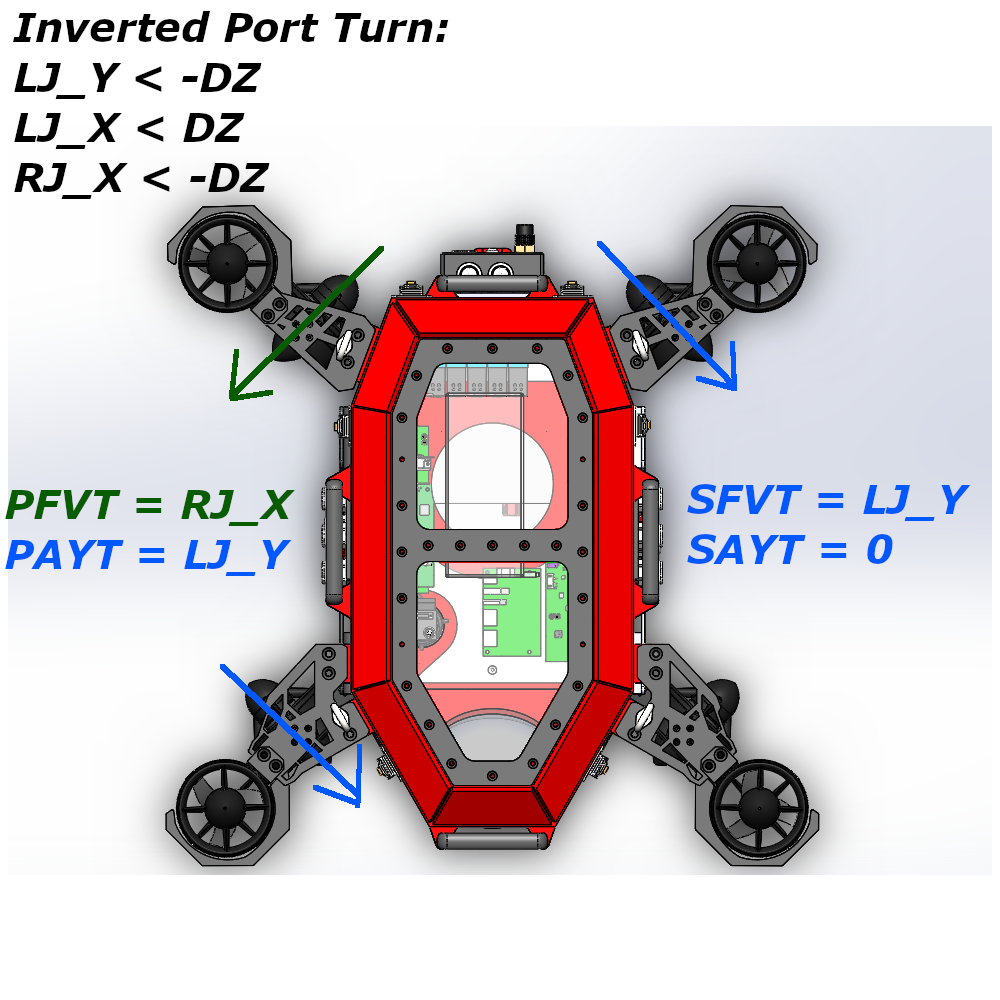 Inverted Port Turn:
LJ_Y < -DZ
LJ_X < DZ
RJ_X < -DZ
PFVT = RJ_X
PAYT = LJ_Y
SFVT = LJ_Y
SAYT = 0